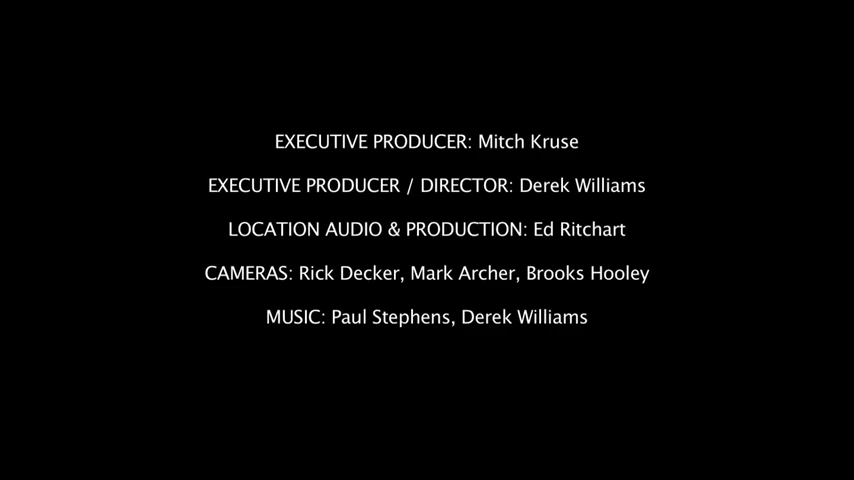 EXECUTIVE PRODUCER: Mitch Kruse
EXECUTIVE PRODUCER / DIRECTOR: Derek Williams
LOCATION AUDIO & PRODUCTION: Ed Ritchart
CAMERAS: Rick Decker, Mark Archer, Brooks Hooley
MUSIC: Paul Stephens, Derek Williams